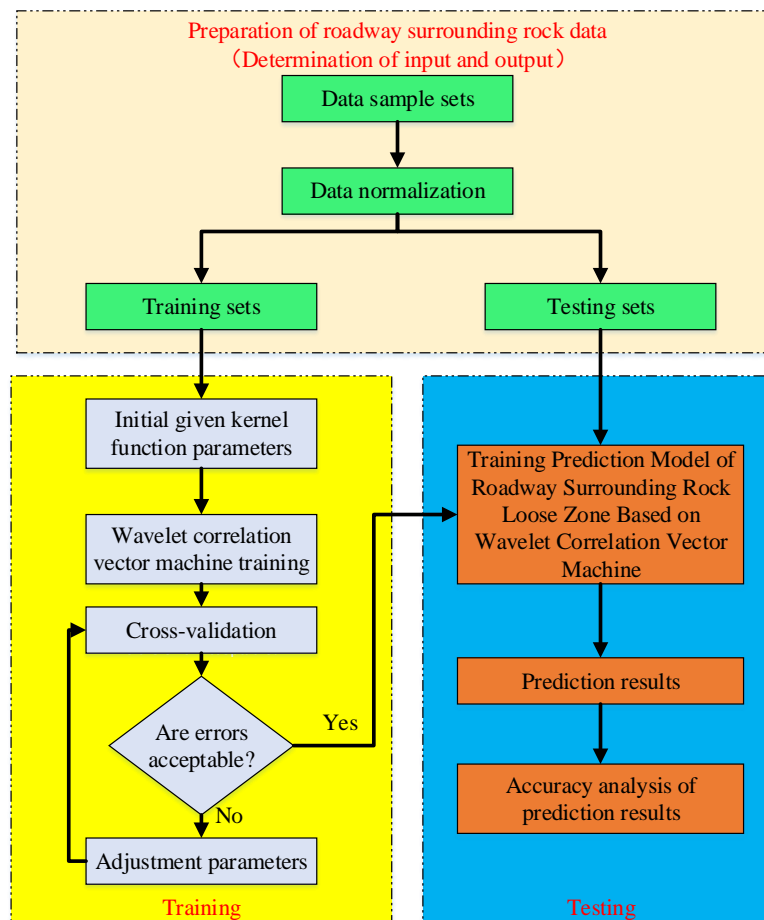 Preparation of roadway surrounding rock data
（Determination of input and output）
Data sample sets
Data normalization
Training sets
Testing sets
Initial given kernel
function parameters
Wavelet correlation
vector machine training
Cross-validation
Are errors
acceptable?
Yes
No
Adjustment parameters
Training
Training Prediction Model of
Roadway Surrounding Rock
Loose Zone Based on
Wavelet Correlation Vector
Machine
Prediction results
Accuracy analysis of
prediction results
Testing